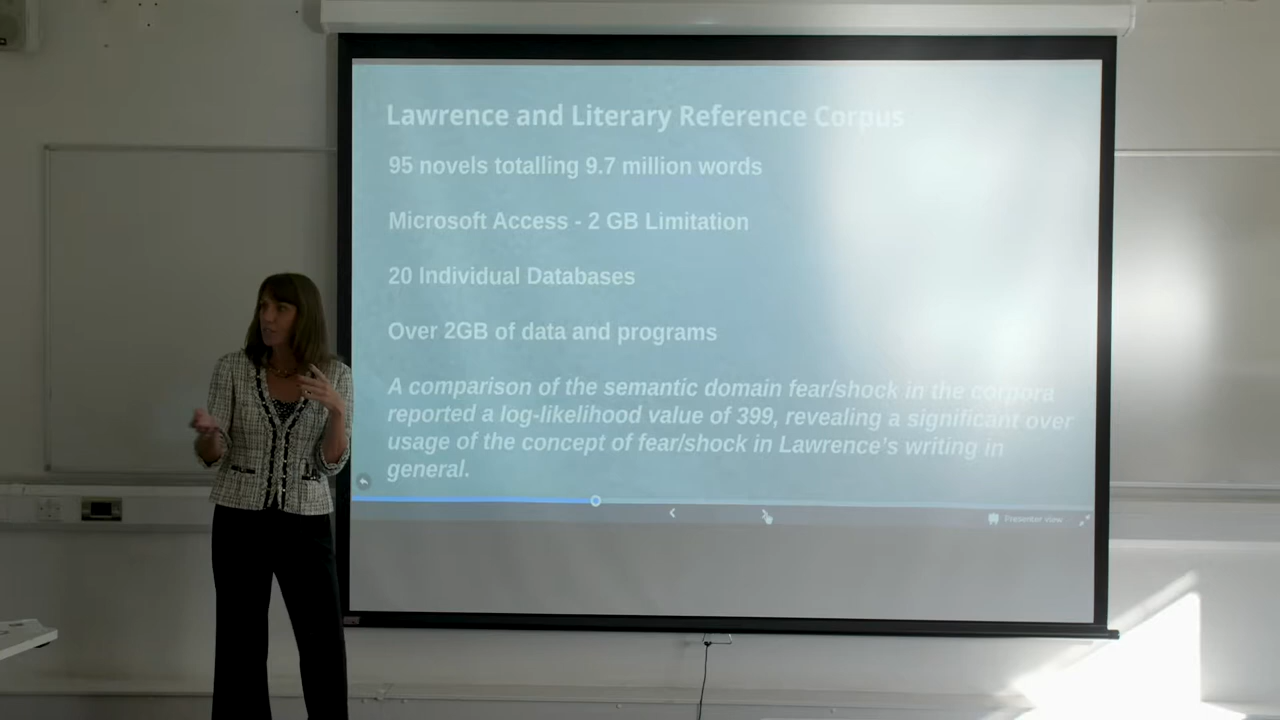 Lawrence and Literary Reference Corpus
95 novels totalling 9.7 million words
Microsoft Access - 2 GB Limitation
20 Individual Databases
Over 2GB of data and programs
A comparison of the semantic domain fear/shock in the corpora
reported a log-likelihood value of 399, revealing a significant over
usage of the concept of fear/shock in Lawrence's writing in
general.
Presenter view